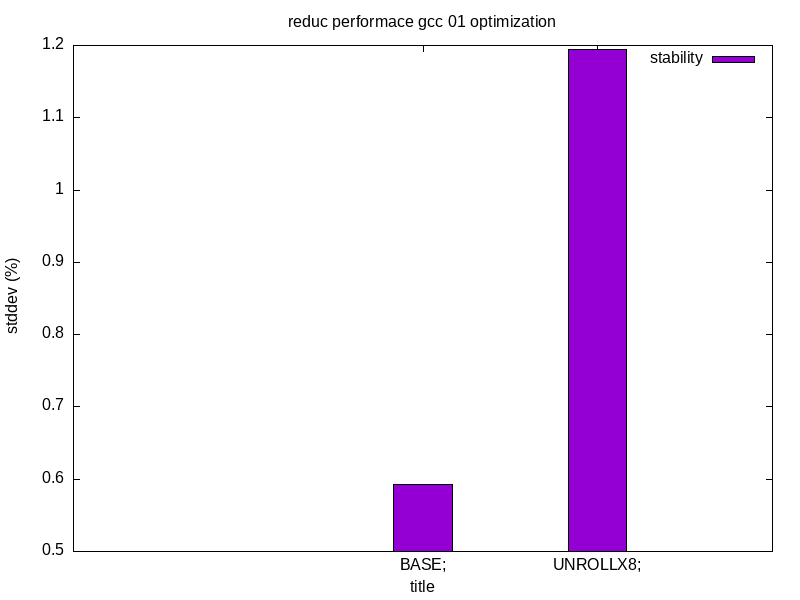 reduc performace gcc 01 optimization
stability
1.2
1.1
1
0.9
0.8
0.7
0.6
0.5
stddev (%)
BASE;
UNROLLX8;
title